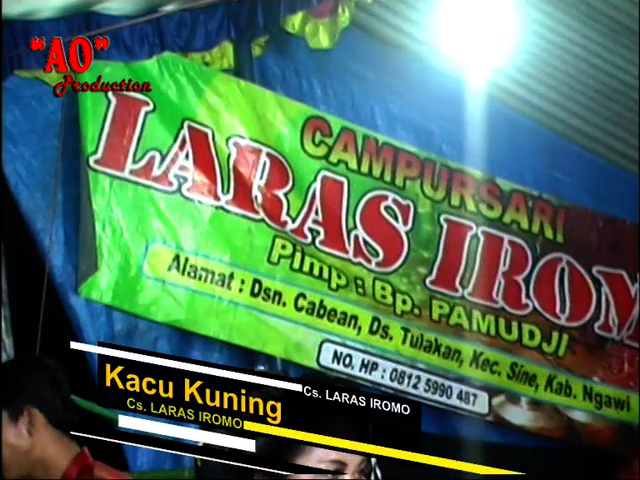 "AO"
Production
CAMPURSARI
LARAS IROM
Pimp : Bp. PAMUDJI
Alamat : Dsn. Cabean, Ds. Tulakan, Kec. Sine, Kab. Ngawi
NO. HP : 0812 5990 487
Kacu Kuning
Cs. LARAS IROMO
Cs. LARAS IROMO